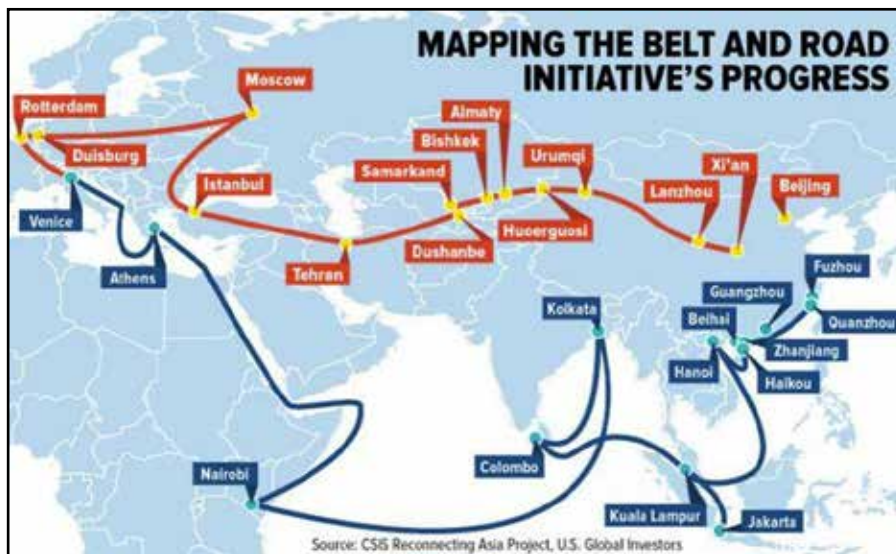 MAPPING THE BELT AND ROAD
INITIATIVE'S PROGRESS
Moscow
Rotterdam
Almaty
Bishkek
Urumqi
Xi'an
Duisburg
Samarkand
Lanzhou
Beijing
Istanbul
Venice
Dushanbe
Huoerguosi
Tehran
Athens
Fuzhou
Guangzhou
Kolkata
Beihai
Quanzhou
Zhanjiang
Hanoi
Haikou
Nairobi
Colombo
Kuala Lampur
Jakarta
Source: CSIS Reconnecting Asia Project, U.S. Global Investors